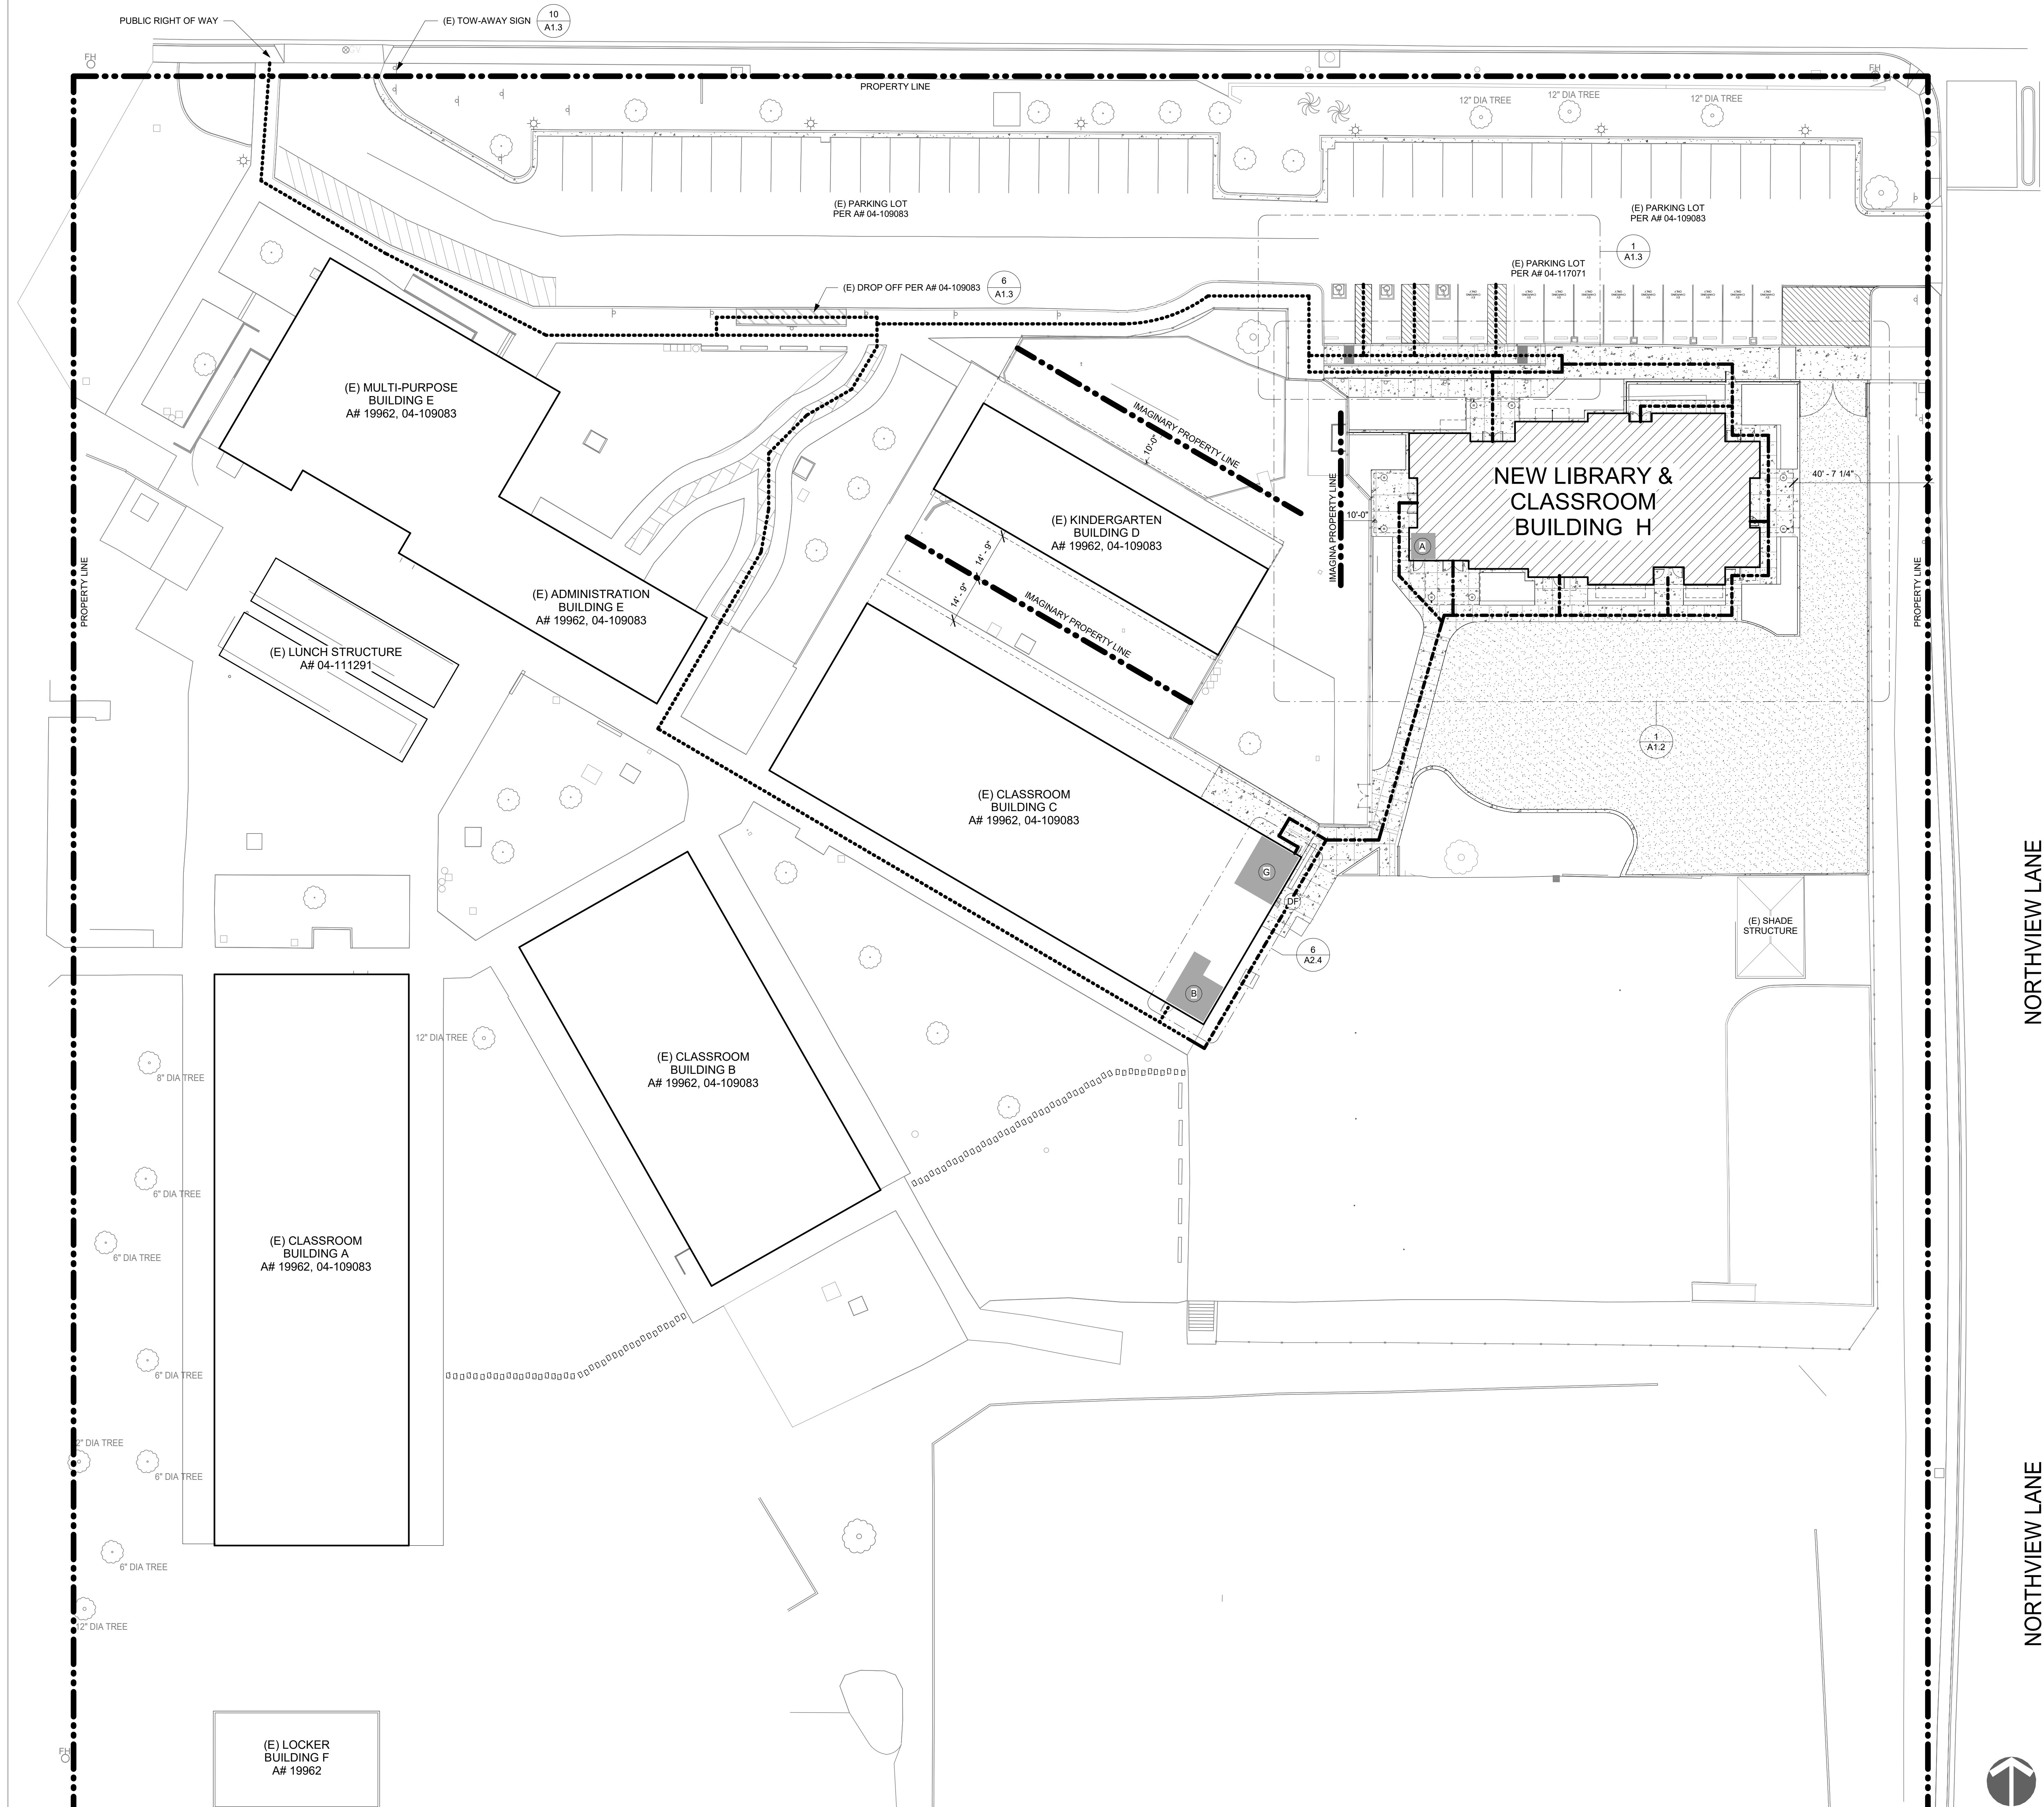 PUBLIC RIGHT OF WAY
(E) TOW-AWAY SIGN
10
A1.3
FH
FH
PROPERTY LINE
12" DIA TREE
12" DIA TREE
12" DIA TREE
(E) PARKING LOT
PER A# 04-109083
(E) PARKING LOT
PER A# 04-109083
1
A1.3
(E) PARKING LOT
PER A# 04-117071
(E) DROP OFF PER A# 04-109083
6
A1.3
(E) MULTI-PURPOSE
BUILDING E
A# 19962, 04-109083
IMAGINARY PROPERTY LINE
10'-0"
IMAGINA PROPERTY LINE
10'-0"
NEW LIBRARY &
CLASSROOM
BUILDING H
40' - 7 1/4"
A
(E) KINDERGARTEN
BUILDING D
A# 19962, 04-109083
14' - 9"
14' - 9"
IMAGINARY PROPERTY LINE
PROPERTY LINE
PROPERTY LINE
(E) ADMINISTRATION
BUILDING E
A# 19962, 04-109083
(E) LUNCH STRUCTURE
A# 04-111291
1
A1.2
(E) CLASSROOM
BUILDING C
A# 19962, 04-109083
G
DF
B
6
A2.4
(E) SHADE
STRUCTURE
NORTHVIEW LANE
12" DIA TREE
8" DIA TREE
(E) CLASSROOM
BUILDING B
A# 19962, 04-109083
6" DIA TREE
6" DIA TREE
(E) CLASSROOM
BUILDING A
A# 19962, 04-109083
6" DIA TREE
2" DIA TREE
6" DIA TREE
6" DIA TREE
12" DIA TREE
NORTHVIEW LANE
FH
(E) LOCKER
BUILDING F
A# 19962